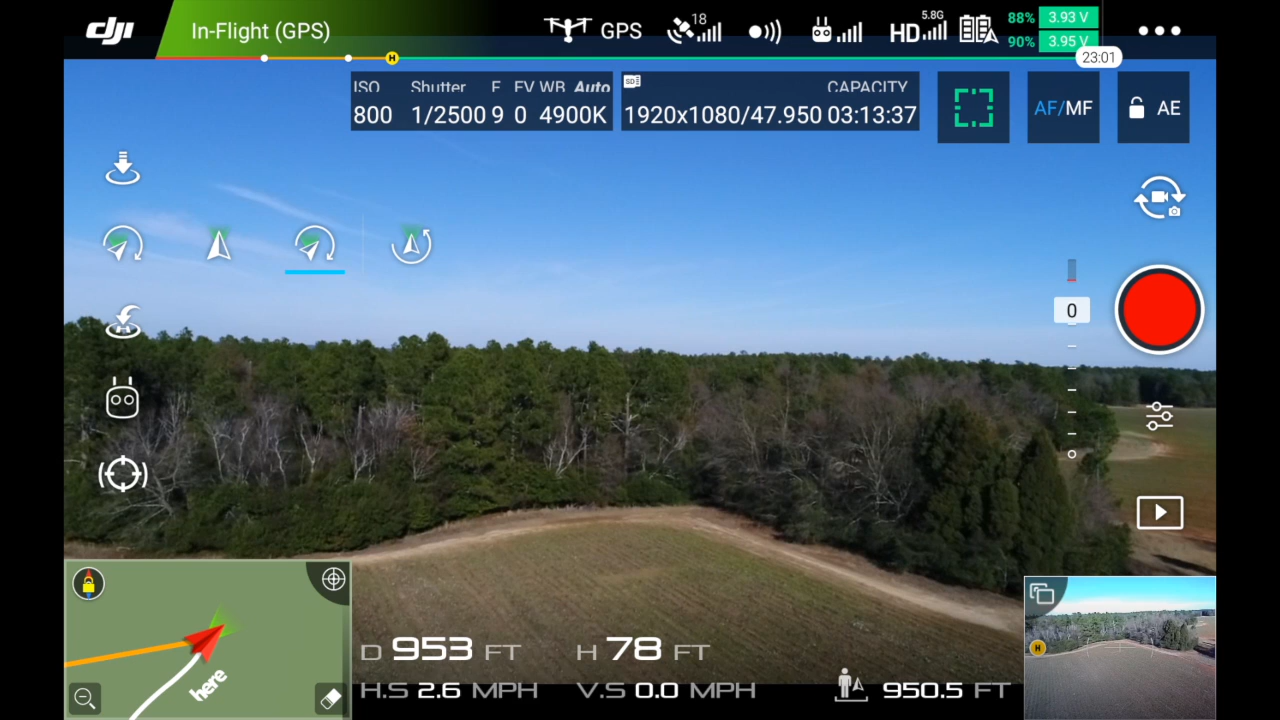 dji
In-Flight (GPS)
GPS
18
HD
5.8G
88% 3.93 V
90% 3.95 V
H
23:01
ISO Shutter F EV WB Auto
800 1/2500 9 0 4900K
SD CAPACITY
1920x1080/47.950 03:13:37
AF/MF
AE
0
D 953 FT H 78 FT
H.S 2.6 MPH V.S 0.0 MPH 950.5 FT
here
H